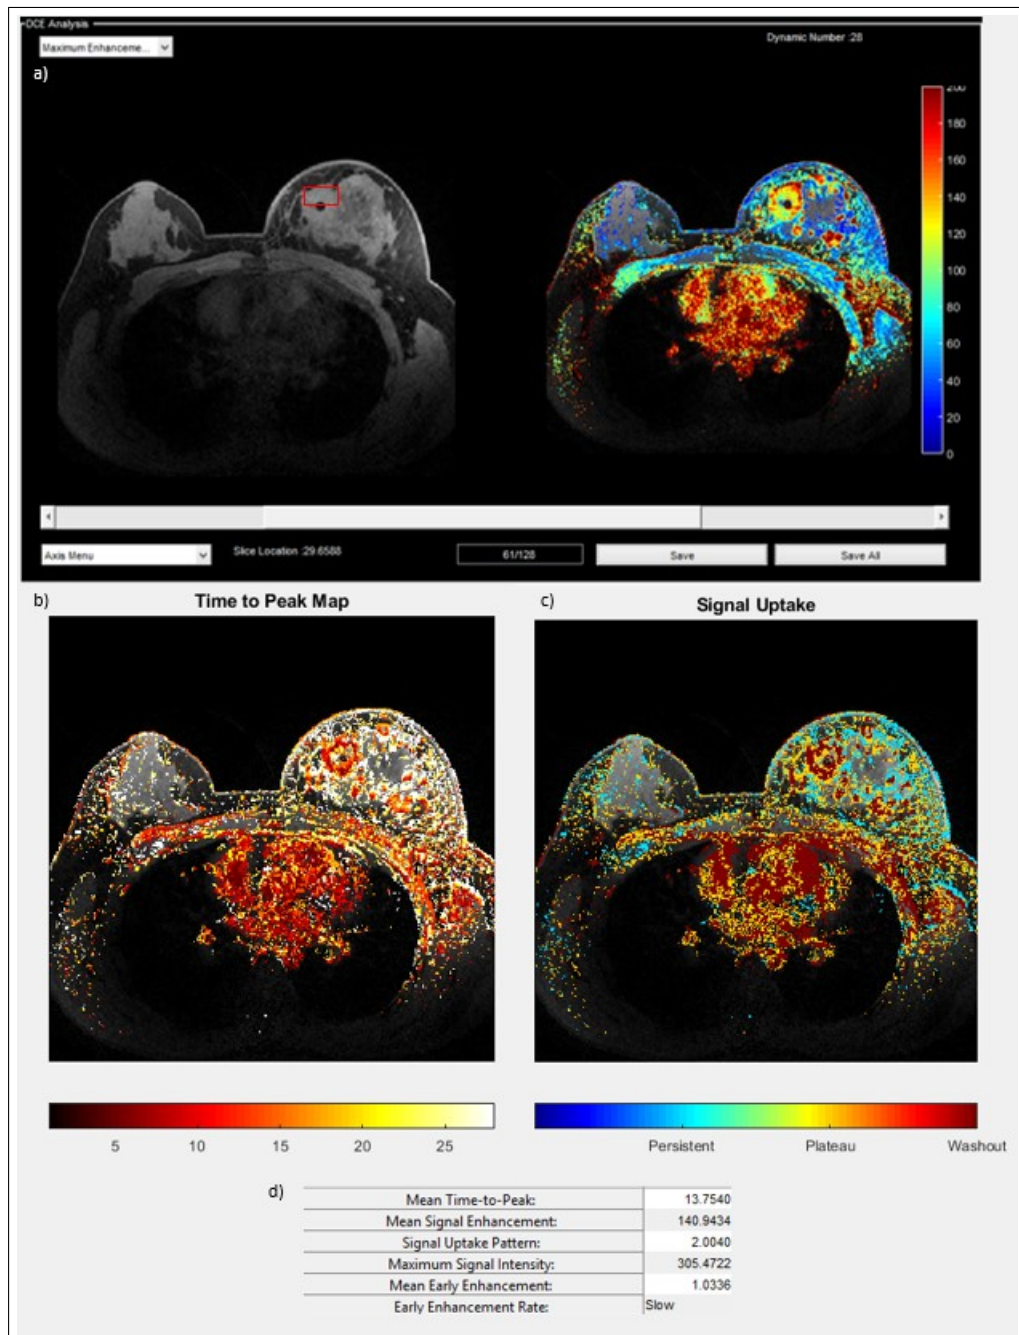 DCE Analysis
Maximum Enhanceme...
Dynamic Number :28
a)
200
180
160
140
120
100
80
60
40
20
0
Axis Menu
Slice Location :29.6588
61/128
Save
Save All
b)
Time to Peak Map
c)
Signal Uptake
5 10 15 20 25
Persistent Plateau Washout
d)
Mean Time-to-Peak: 13.7540
Mean Signal Enhancement: 140.9434
Signal Uptake Pattern: 2.0040
Maximum Signal Intensity: 305.4722
Mean Early Enhancement: 1.0336
Early Enhancement Rate: Slow